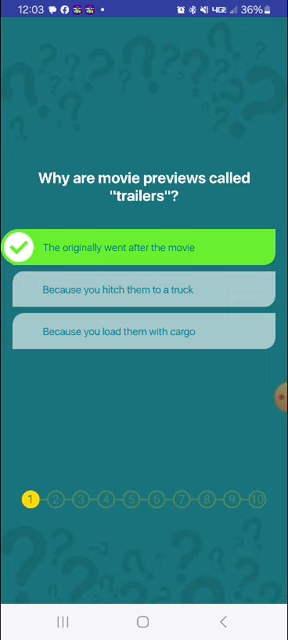 12:03
4G 36%
Why are movie previews called
"trailers"?
The originally went after the movie
Because you hitch them to a truck
Because you load them with cargo
1 2 3 4 5 6 7 8 9 10